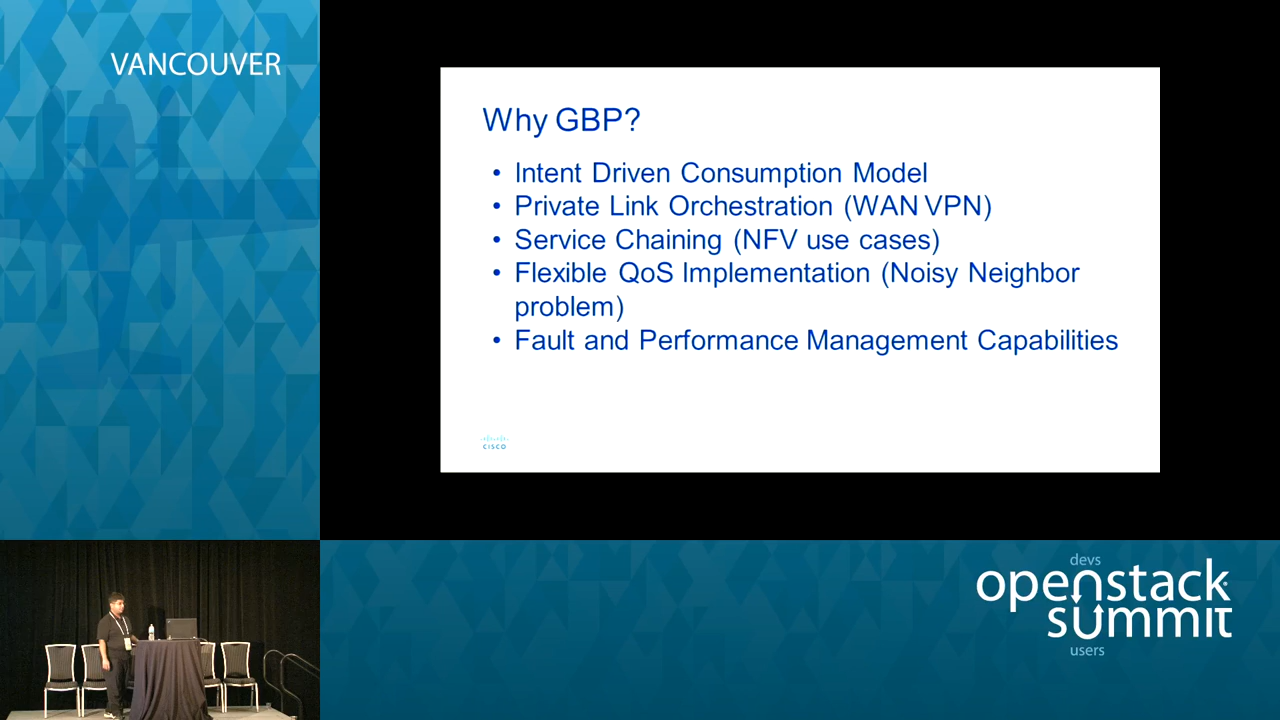 VANCOUVER
Why GBP?
• Intent Driven Consumption Model
• Private Link Orchestration (WAN VPN)
• Service Chaining (NFV use cases)
• Flexible QoS Implementation (Noisy Neighbor
problem)
• Fault and Performance Management Capabilities
CISCO
devs
openstack
summit
users